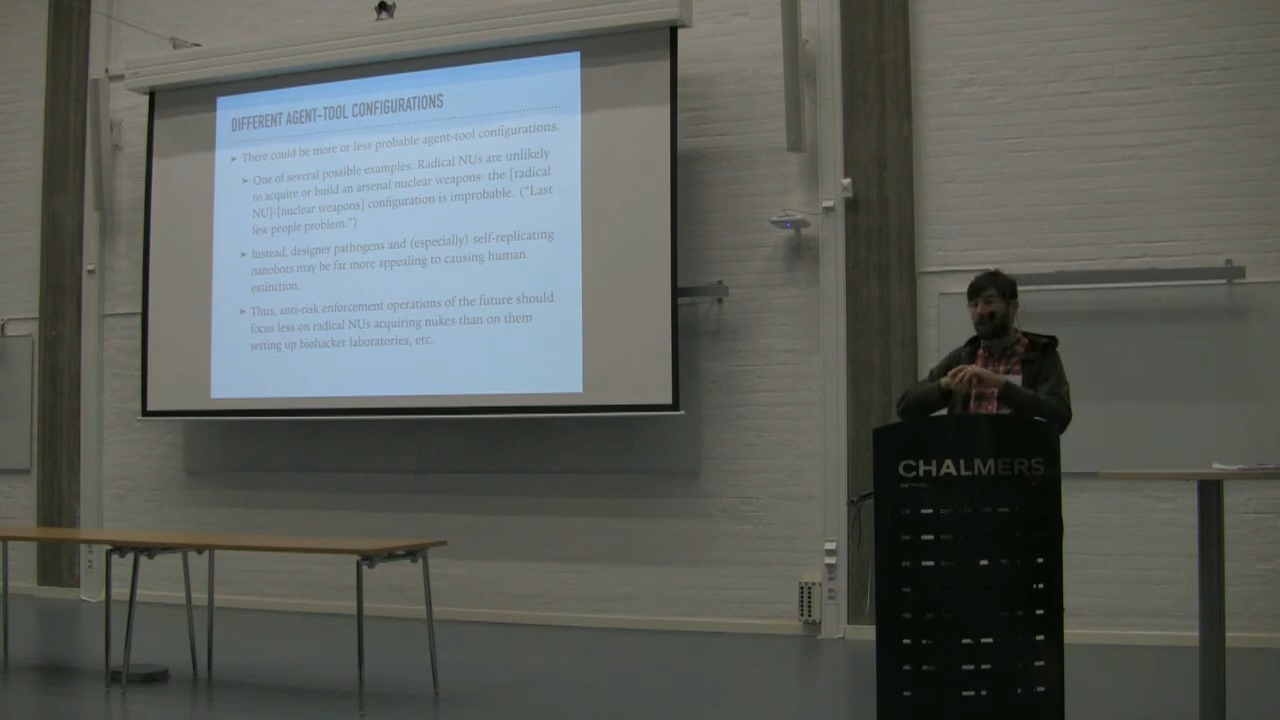 DIFFERENT AGENT-TOOL CONFIGURATIONS
➤ There could be more or less probable agent-tool configurations.
➤ One of several possible examples: Radical NUs are unlikely
to acquire or build an arsenal nuclear weapons: the [radical
NU]-[nuclear weapons] configuration is improbable. ("Last
few people problem.")
➤ Instead, designer pathogens and (especially) self-replicating
nanobots may be far more appealing to causing human
extinction.
➤ Thus, anti-risk enforcement operations of the future should
focus less on radical NUs acquiring nukes than on them
setting up biohacker laboratories, etc.
CHALMERS